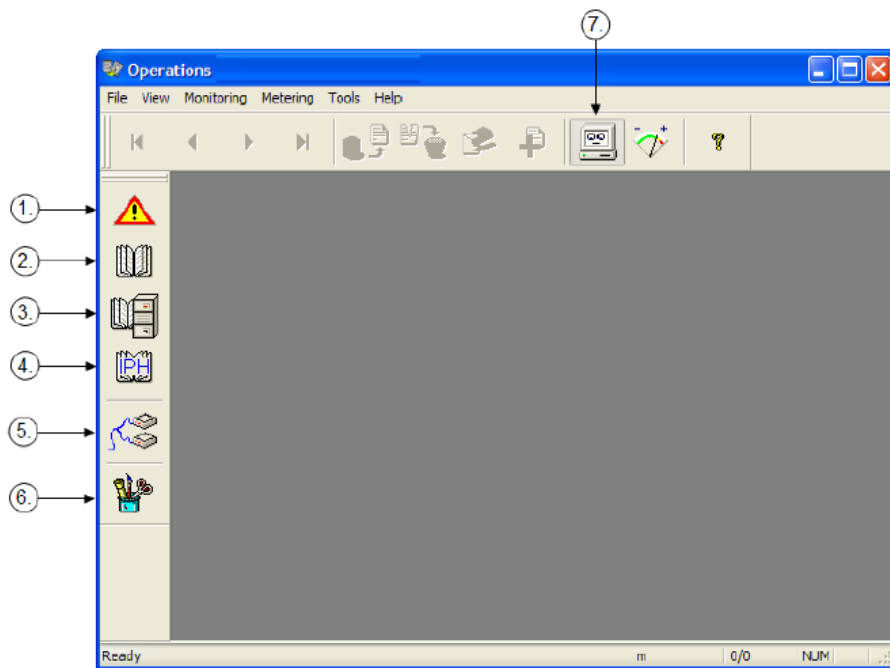 7.
Operations
File View Monitoring Metering Tools Help
1.
2.
3.
4.
IPH
5.
6.
Ready m 0/0 NUM